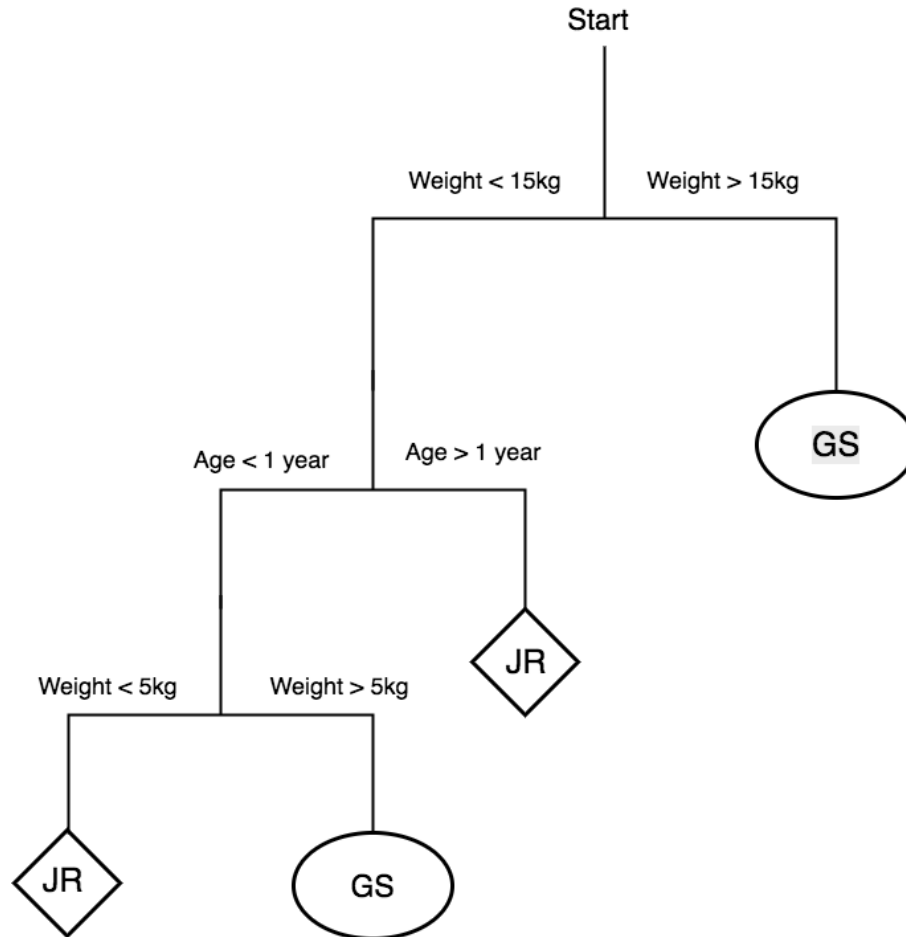 Start
Weight < 15kg
Weight > 15kg
GS
Age < 1 year
Age > 1 year
JR
Weight < 5kg
Weight > 5kg
JR
GS